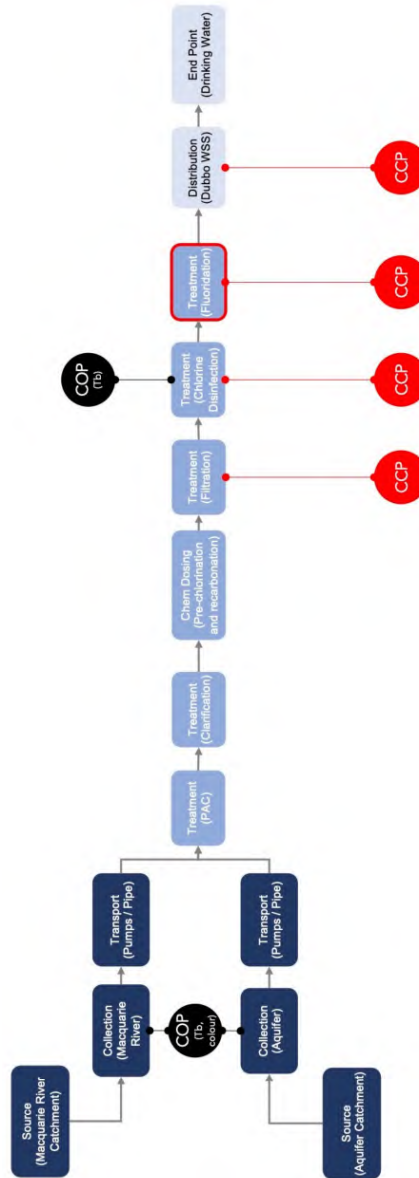 Source
(Macquarie River
Catchment)
Collection
(Macquarie
River)
Transport
(Pumps / Pipe)
COP
(Tb,
colour)
Source
(Aquifer Catchment)
Collection
(Aquifer)
Transport
(Pumps / Pipe)
Treatment
(PAC)
Treatment
(Clarification)
Chem Dosing
(Pre-chlorination
and recarbonation)
Treatment
(Filtration)
CCP
COP
(Tb)
Treatment
(Chlorine
Disinfection)
CCP
Treatment
(Fluoridation)
CCP
Distribution
(Dubbo WSS)
CCP
End Point
(Drinking Water)